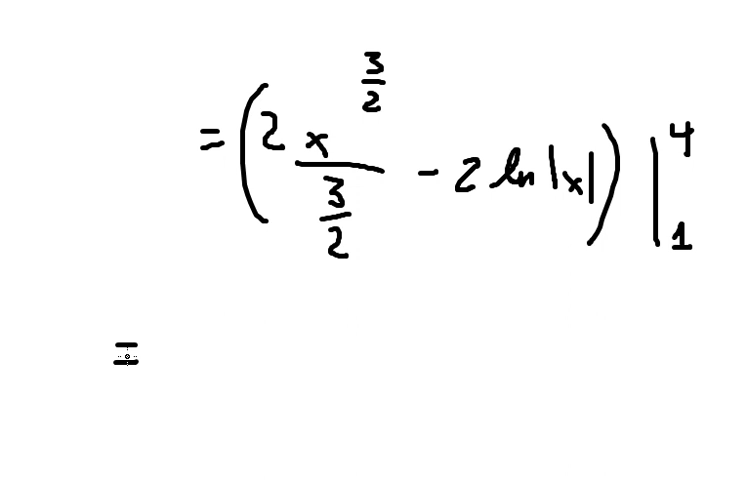 = (2 x^{3/2} / (3/2) - 2 ln|x|) |_1^4
=